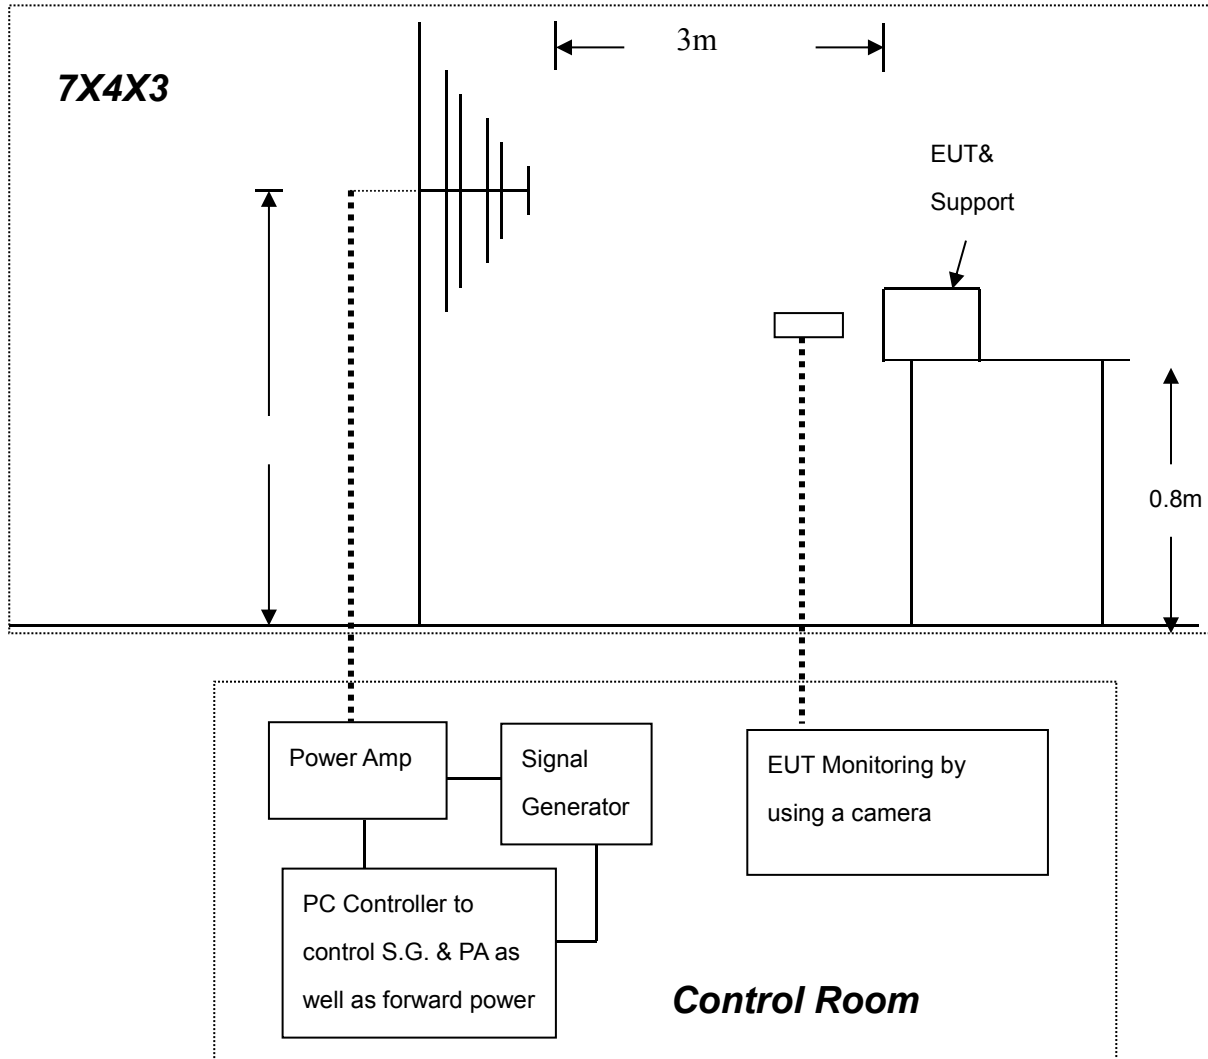 3m
7X4X3
EUT&
Support
0.8m
Power Amp
Signal
Generator
EUT Monitoring by
using a camera
PC Controller to
control S.G. & PA as
well as forward power
Control Room